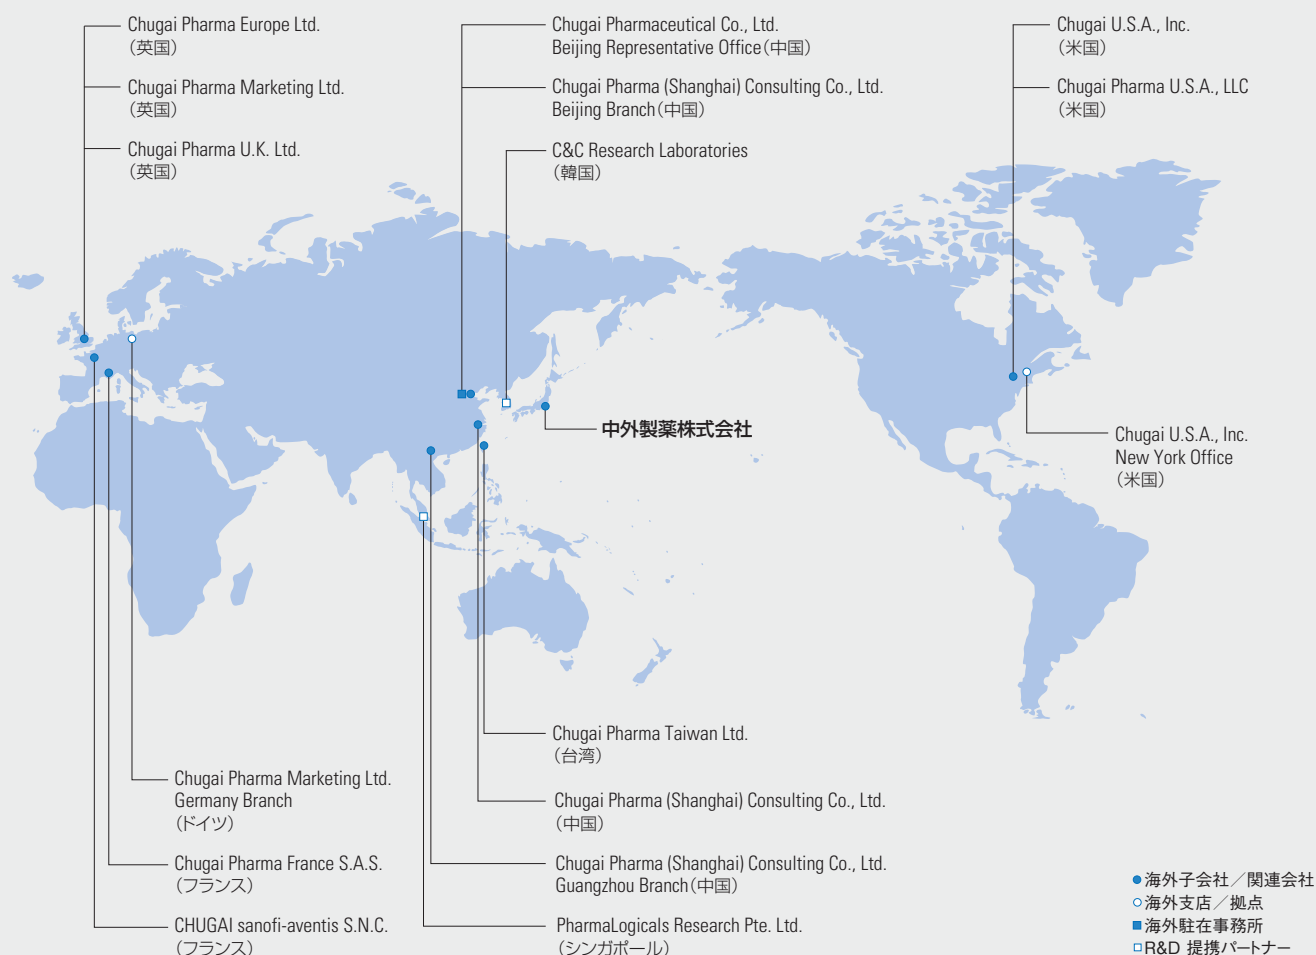 Chugai Pharma Europe Ltd.
（英国）
Chugai Pharma Marketing Ltd.
（英国）
Chugai Pharma U.K. Ltd.
（英国）
Chugai Pharmaceutical Co., Ltd.
Beijing Representative Office（中国）
Chugai Pharma (Shanghai) Consulting Co., Ltd.
Beijing Branch（中国）
C&C Research Laboratories
（韓国）
Chugai U.S.A., Inc.
（米国）
Chugai Pharma U.S.A., LLC
（米国）
中外製薬株式会社
Chugai U.S.A., Inc.
New York Office
（米国）
Chugai Pharma Marketing Ltd.
Germany Branch
（ドイツ）
Chugai Pharma France S.A.S.
（フランス）
CHUGAI sanofi-aventis S.N.C.
（フランス）
Chugai Pharma Taiwan Ltd.
（台湾）
Chugai Pharma (Shanghai) Consulting Co., Ltd.
（中国）
Chugai Pharma (Shanghai) Consulting Co., Ltd.
Guangzhou Branch（中国）
PharmaLogicals Research Pte. Ltd.
（シンガポール）
海外子会社／関連会社
海外支店／拠点
海外駐在事務所
R&D 提携パートナー